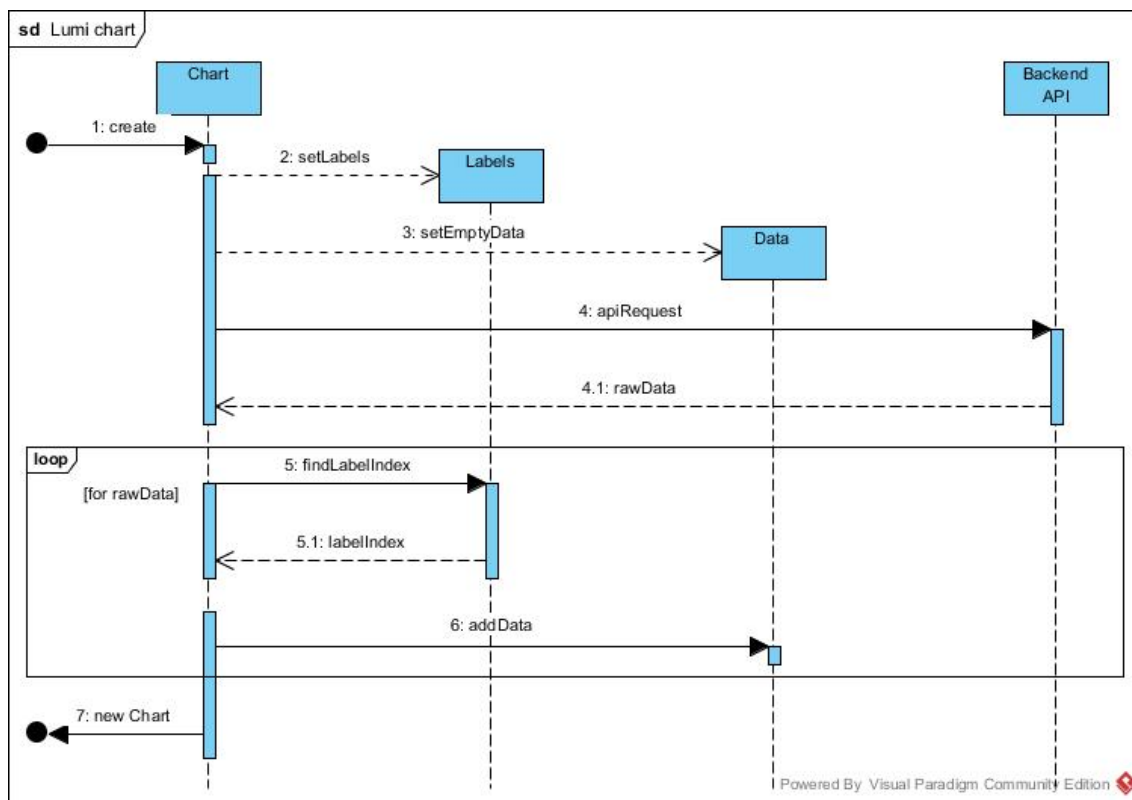 sd Lumi chart
Chart
Backend
API
1: create
2: setLabels
Labels
3: setEmptyData
Data
4: apiRequest
4.1: rawData
loop
5: findLabelIndex
[for rawData]
5.1: labelIndex
6: addData
7: new Chart
Powered By Visual Paradigm Community Edition